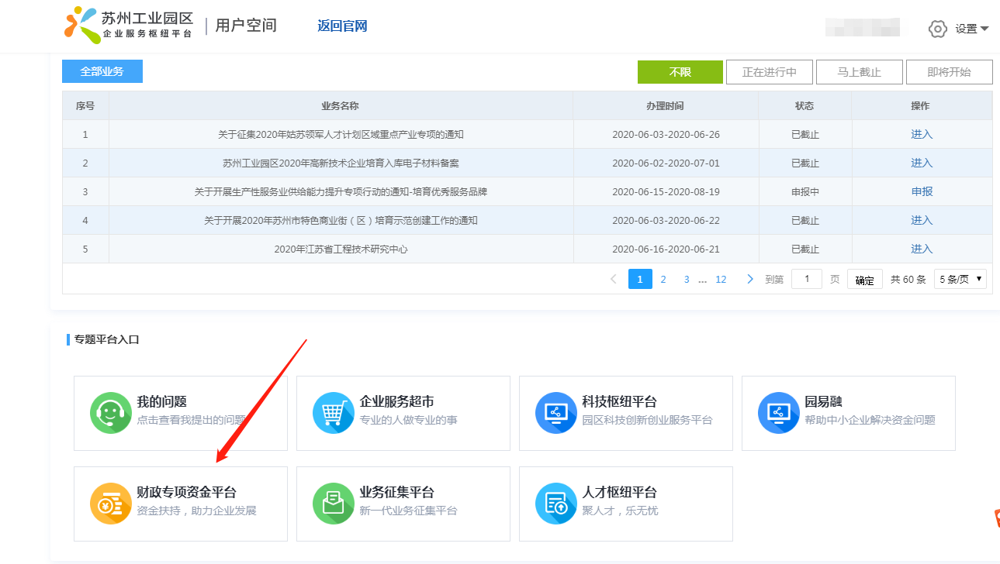 苏州工业园区
企业服务枢纽平台
用户空间 返回官网 设置
全部业务 不限 正在进行中 马上截止 即将开始
序号 业务名称 办理时间 状态 操作
1 关于征集2020年姑苏领军人才计划区域重点产业专项的通知 2020-06-03-2020-06-26 已截止 进入
2 苏州工业园区2020年高新技术企业培育入库电子材料备案 2020-06-02-2020-07-01 已截止 进入
3 关于开展生产性服务业供给能力提升专项行动的通知-培育优秀服务品牌 2020-06-15-2020-08-19 申报中 申报
4 关于开展2020年苏州市特色商业街（区）培育示范创建工作的通知 2020-06-03-2020-06-22 已截止 进入
5 2020年江苏省工程技术研究中心 2020-06-16-2020-06-21 已截止 进入
1 2 3 … 12 到第 1 页 确定 共 60 条 5 条/页
专题平台入口
我的问题 企业服务超市 科技枢纽平台 园易融
点击查看我提出的问题 专业的人做专业的事 园区科技创新创业服务平台 帮助中小企业解决资金问题
财政专项资金平台 业务征集平台 人才枢纽平台
资金扶持，助力企业发展 新一代业务征集平台 聚人才，乐无忧